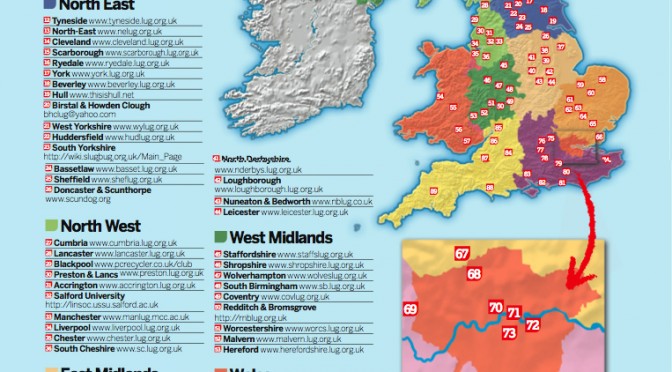 North East
Tyneside www.tyneside.lug.org.uk
North-East www.nelug.org.uk
Cleveland www.cleveland.lug.org.uk
Scarborough www.scarborough.lug.org.uk
Ryedale www.ryedale.lug.org.uk
York www.york.lug.org.uk
Beverley www.beverley.lug.org.uk
Hull www.thisishull.net
Birstal & Howden Clough
bhclug@yahoo.com
West Yorkshire www.wylug.org.uk
Huddersfield www.hudlug.org.uk
South Yorkshire
http://wiki.slugbug.org.uk/Main_Page
Bassetlaw www.basset.lug.org.uk
Sheffield www.sheflug.org.uk
Doncaster & Scunthorpe
www.scundog.org
North West
Cumbria www.cumbria.lug.org.uk
Lancaster www.lancaster.lug.org.uk
Blackpool www.pcrecycler.co.uk/club
Preston & Lancs www.preston.lug.org.uk
Accrington www.accrington.lug.org.uk
Salford University
http://linsoc.ussu.salford.ac.uk
Manchester www.manlug.mcc.ac.uk
Liverpool www.liverpool.lug.org.uk
Chester www.chester.lug.org.uk
South Cheshire www.sc.lug.org.uk
East Midlands
North Derbyshire
www.nderbys.lug.org.uk
Loughborough
www.loughborough.lug.org.uk
Nuneaton & Bedworth www.nblug.co.uk
Leicester www.leicester.lug.org.uk
West Midlands
Staffordshire www.staffslug.org.uk
Shropshire www.shropshire.lug.org.uk
Wolverhampton www.wolveslug.org.uk
South Birmingham www.sb.lug.org.uk
Coventry www.covlug.org.uk
Redditch & Bromsgrove
http://rnblug.org.uk
Worcestershire www.worcs.lug.org.uk
Malvern www.malvern.lug.org.uk
Hereford www.herefordshire.lug.org.uk
Wales
67
68
69
70
71
72
73